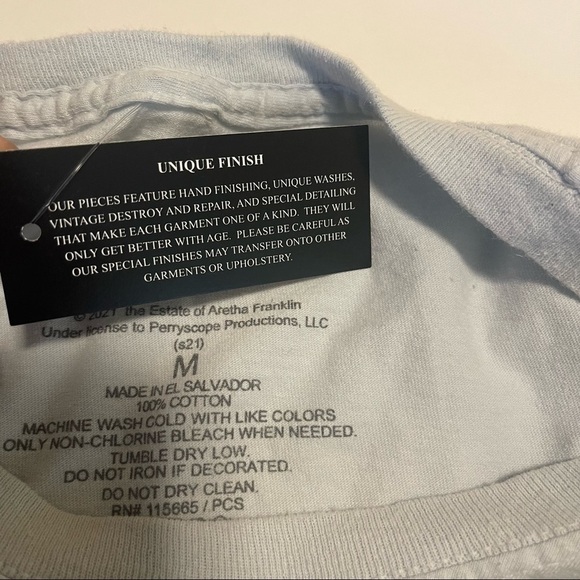 UNIQUE FINISH
OUR PIECES FEATURE HAND FINISHING, UNIQUE WASHES,
VINTAGE DESTROY AND REPAIR, AND SPECIAL DETAILING
THAT MAKE EACH GARMENT ONE OF A KIND. THEY WILL
ONLY GET BETTER WITH AGE. PLEASE BE CAREFUL AS
OUR SPECIAL FINISHES MAY TRANSFER ONTO OTHER
GARMENTS OR UPHOLSTERY.
© 2021 the Estate of Aretha Franklin
Under license to Perryscope Productions, LLC
(s21)
M
MADE IN EL SALVADOR
100% COTTON
MACHINE WASH COLD WITH LIKE COLORS
ONLY NON-CHLORINE BLEACH WHEN NEEDED.
TUMBLE DRY LOW.
DO NOT IRON IF DECORATED.
DO NOT DRY CLEAN.
RN# 115665 / PCS